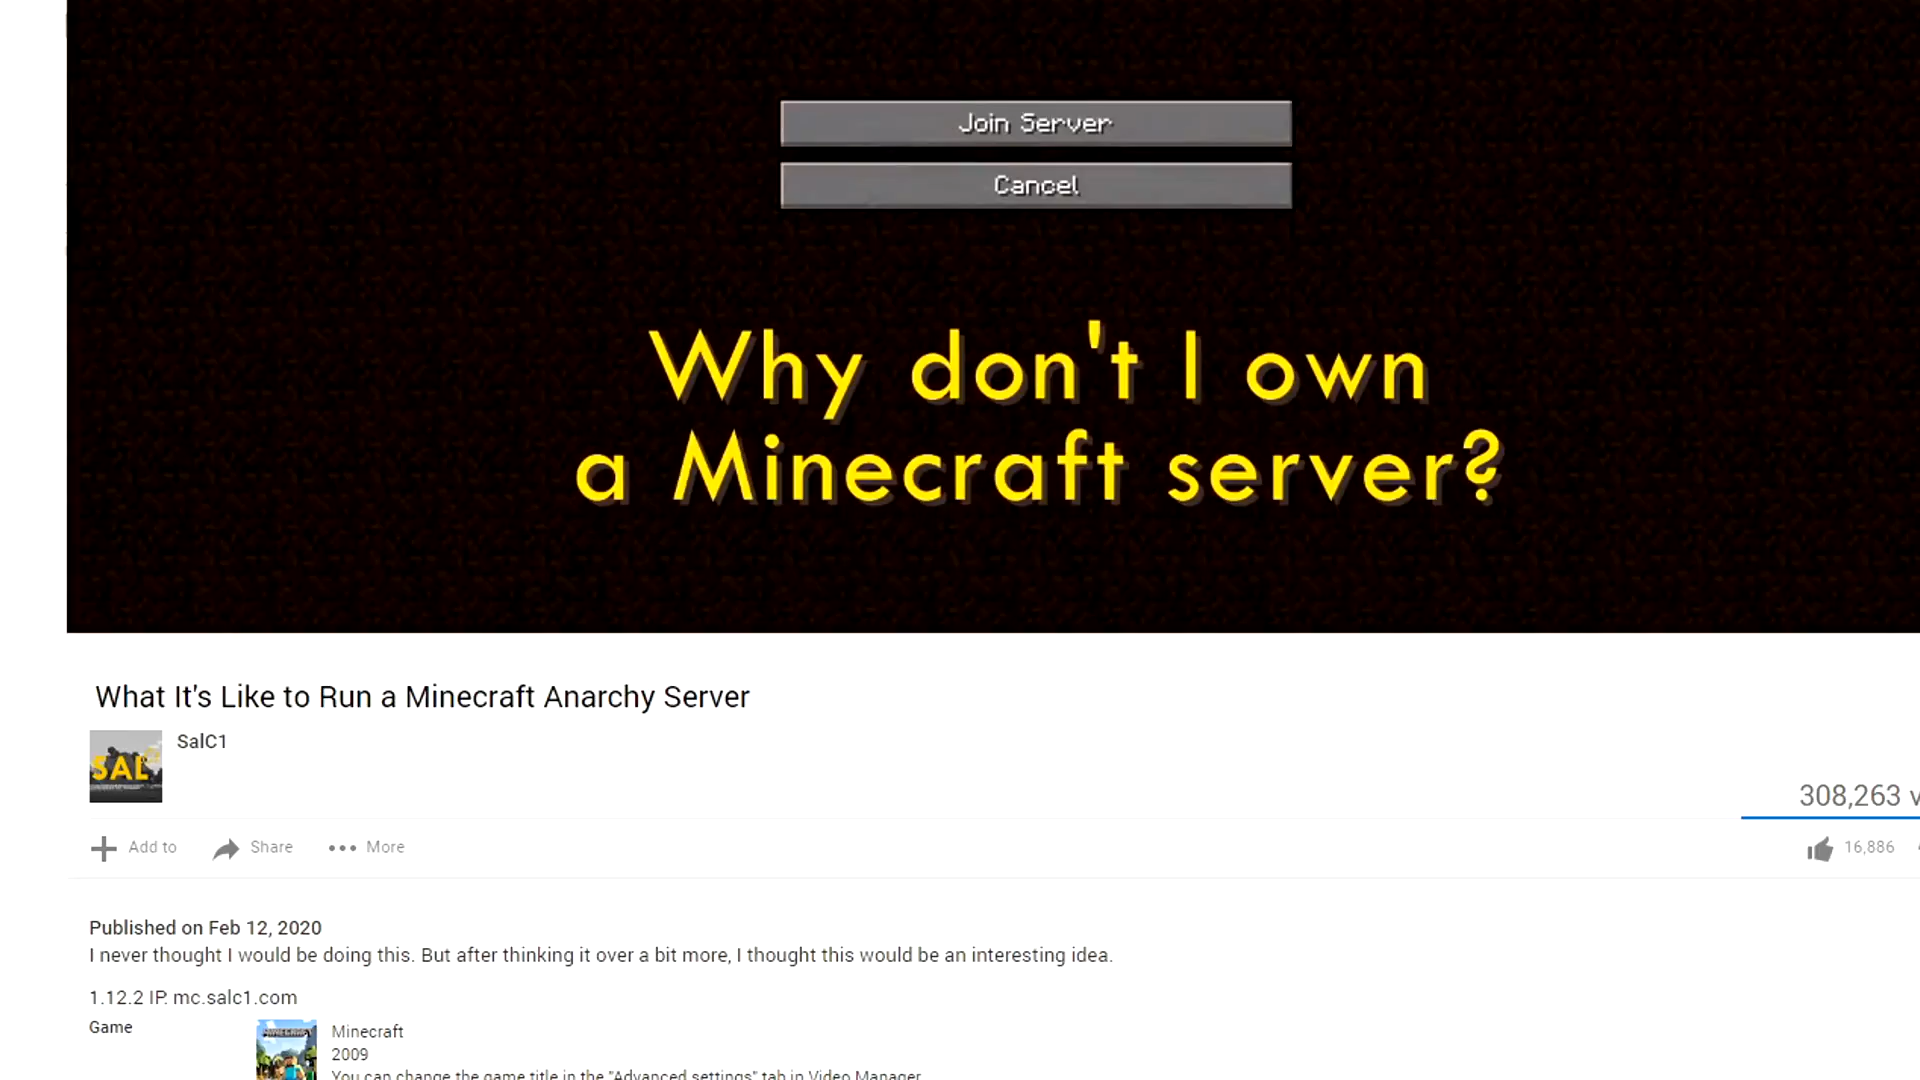 Join Server
Cancel
Why don't I own
a Minecraft server?
What It's Like to Run a Minecraft Anarchy Server
SAL
SalC1
308,263 v
Add to
Share
More
16,886
Published on Feb 12, 2020
I never thought I would be doing this. But after thinking it over a bit more, I thought this would be an interesting idea.
1.12.2 IP: mc.salc1.com
Game
MINECRAFT
Minecraft
2009
You can change the game title in the "Advanced settings" tab in Video Manager